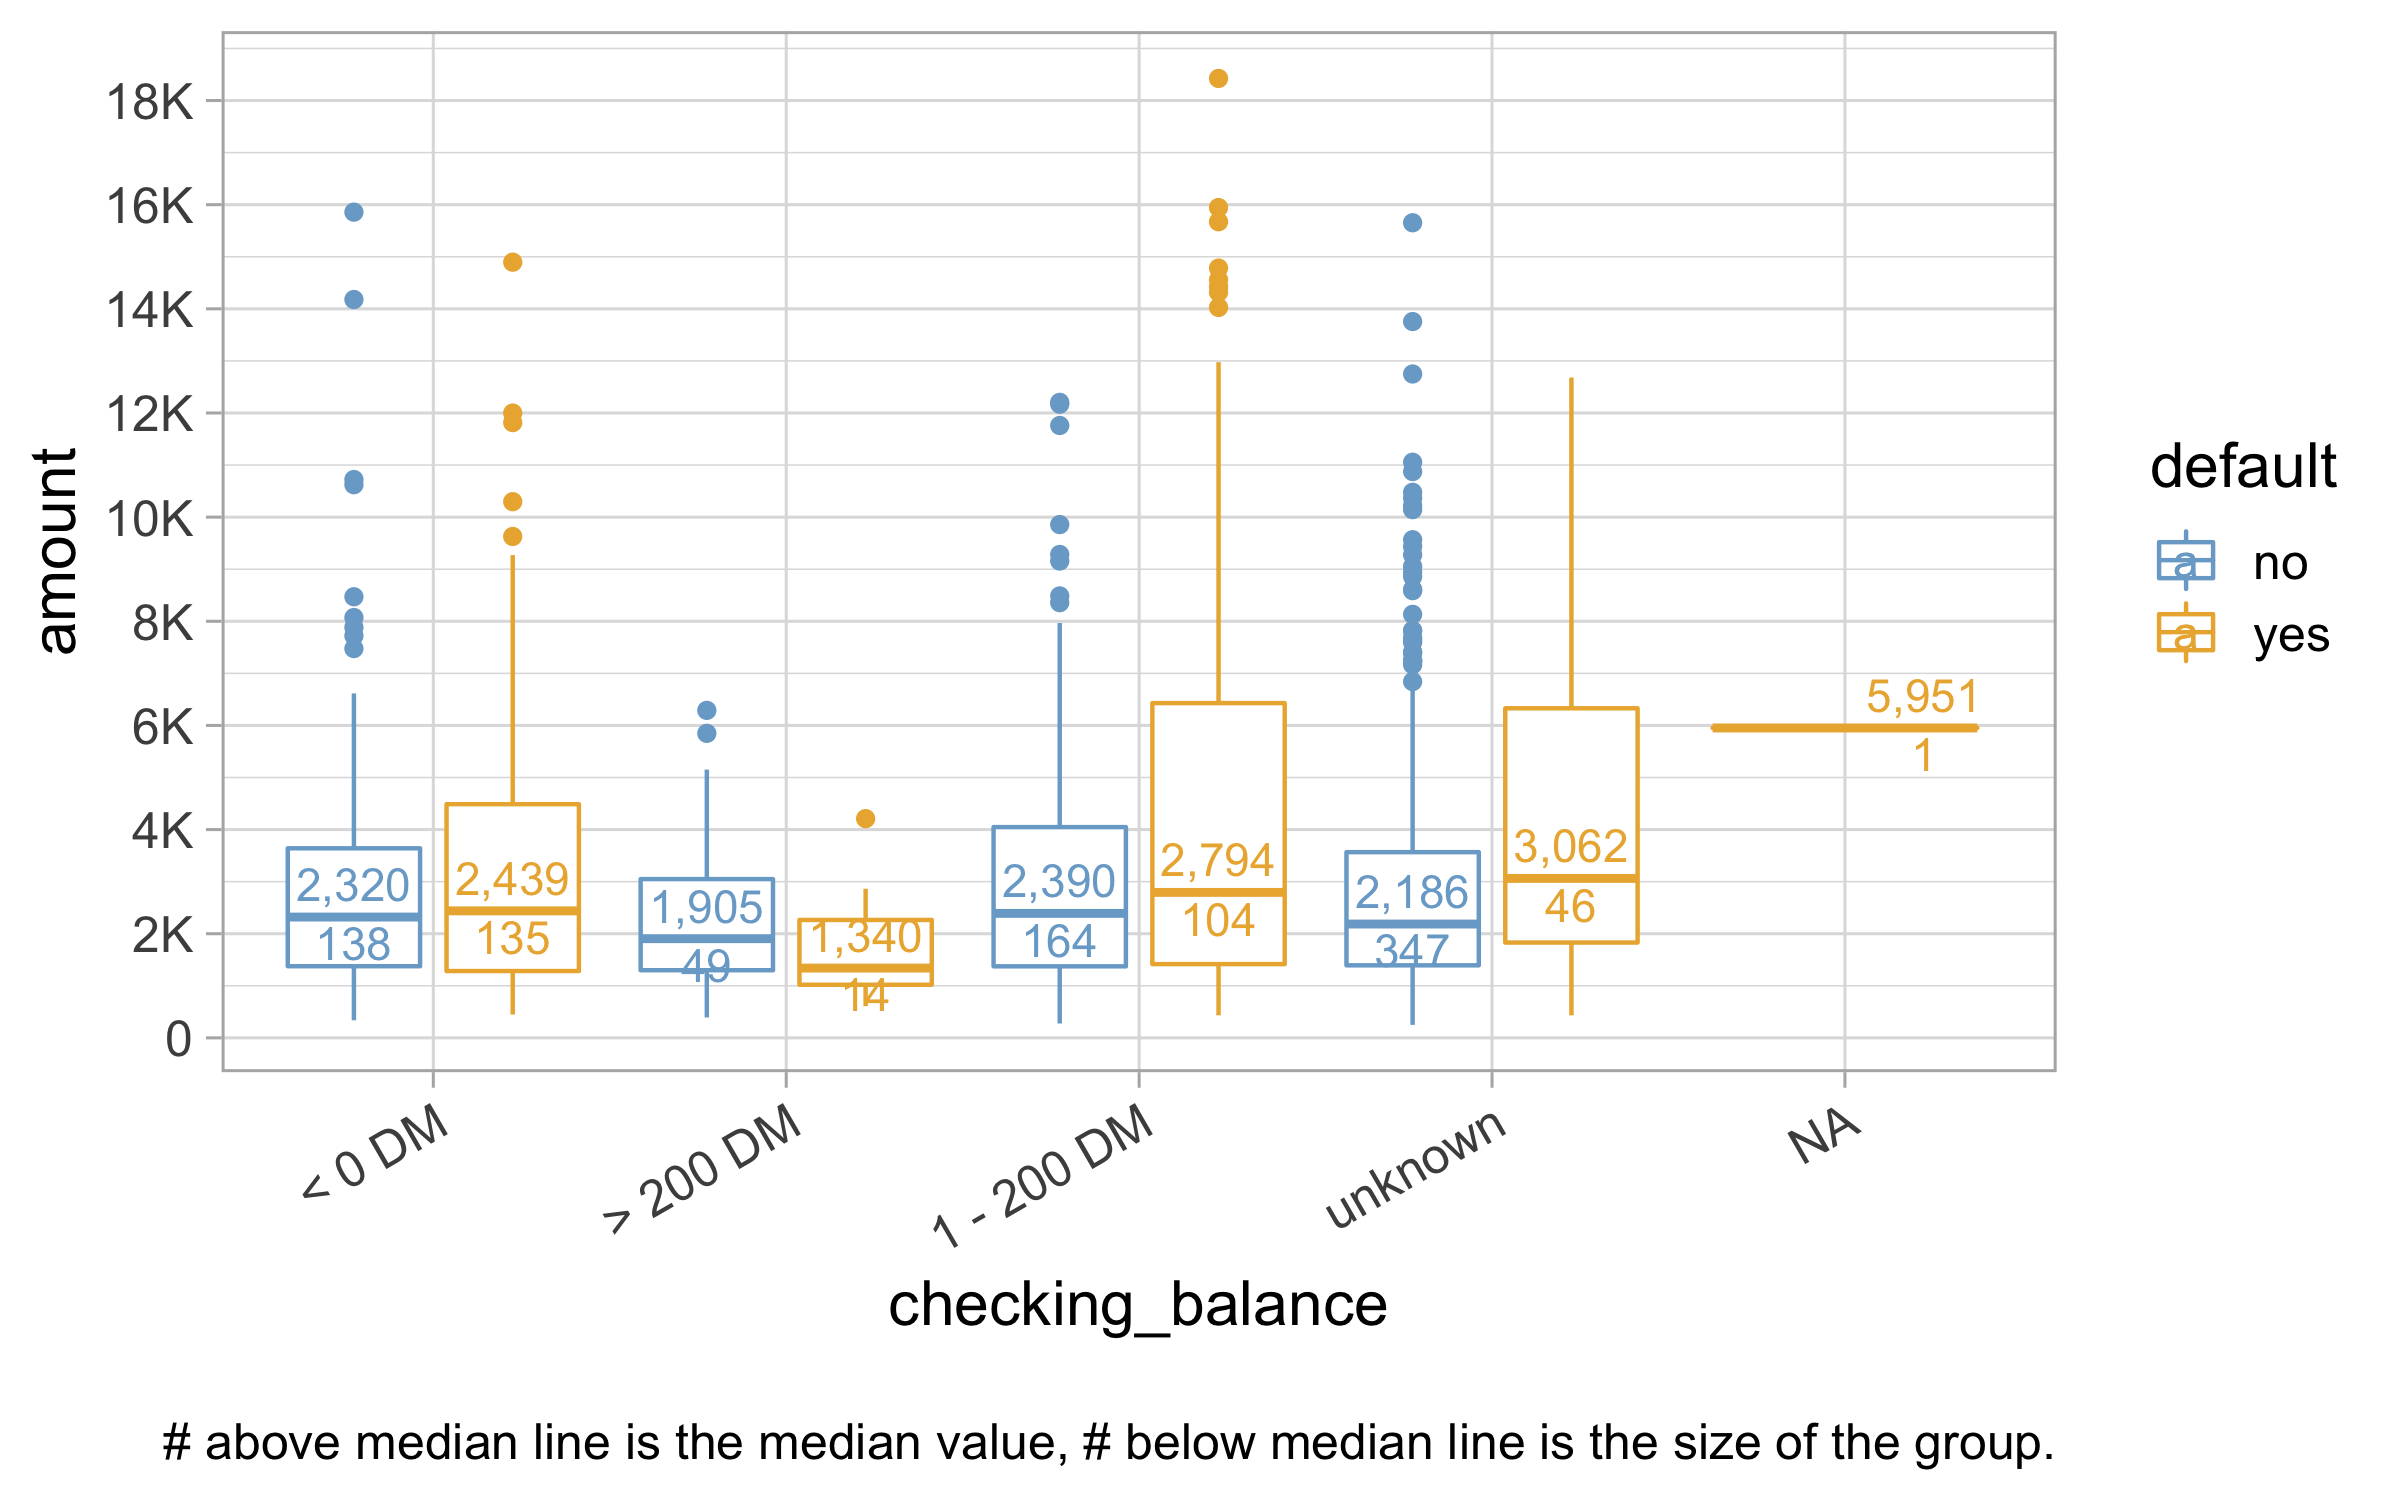 18K
16K
14K
12K
10K
8K
6K
4K
2K
0
amount
2,320
138
2,439
135
1,905
49
1,340
14
2,390
164
2,794
104
2,186
347
3,062
46
5,951
1
default
a no
a yes
< 0 DM
> 200 DM
1 - 200 DM
unknown
NA
checking_balance
# above median line is the median value, # below median line is the size of the group.